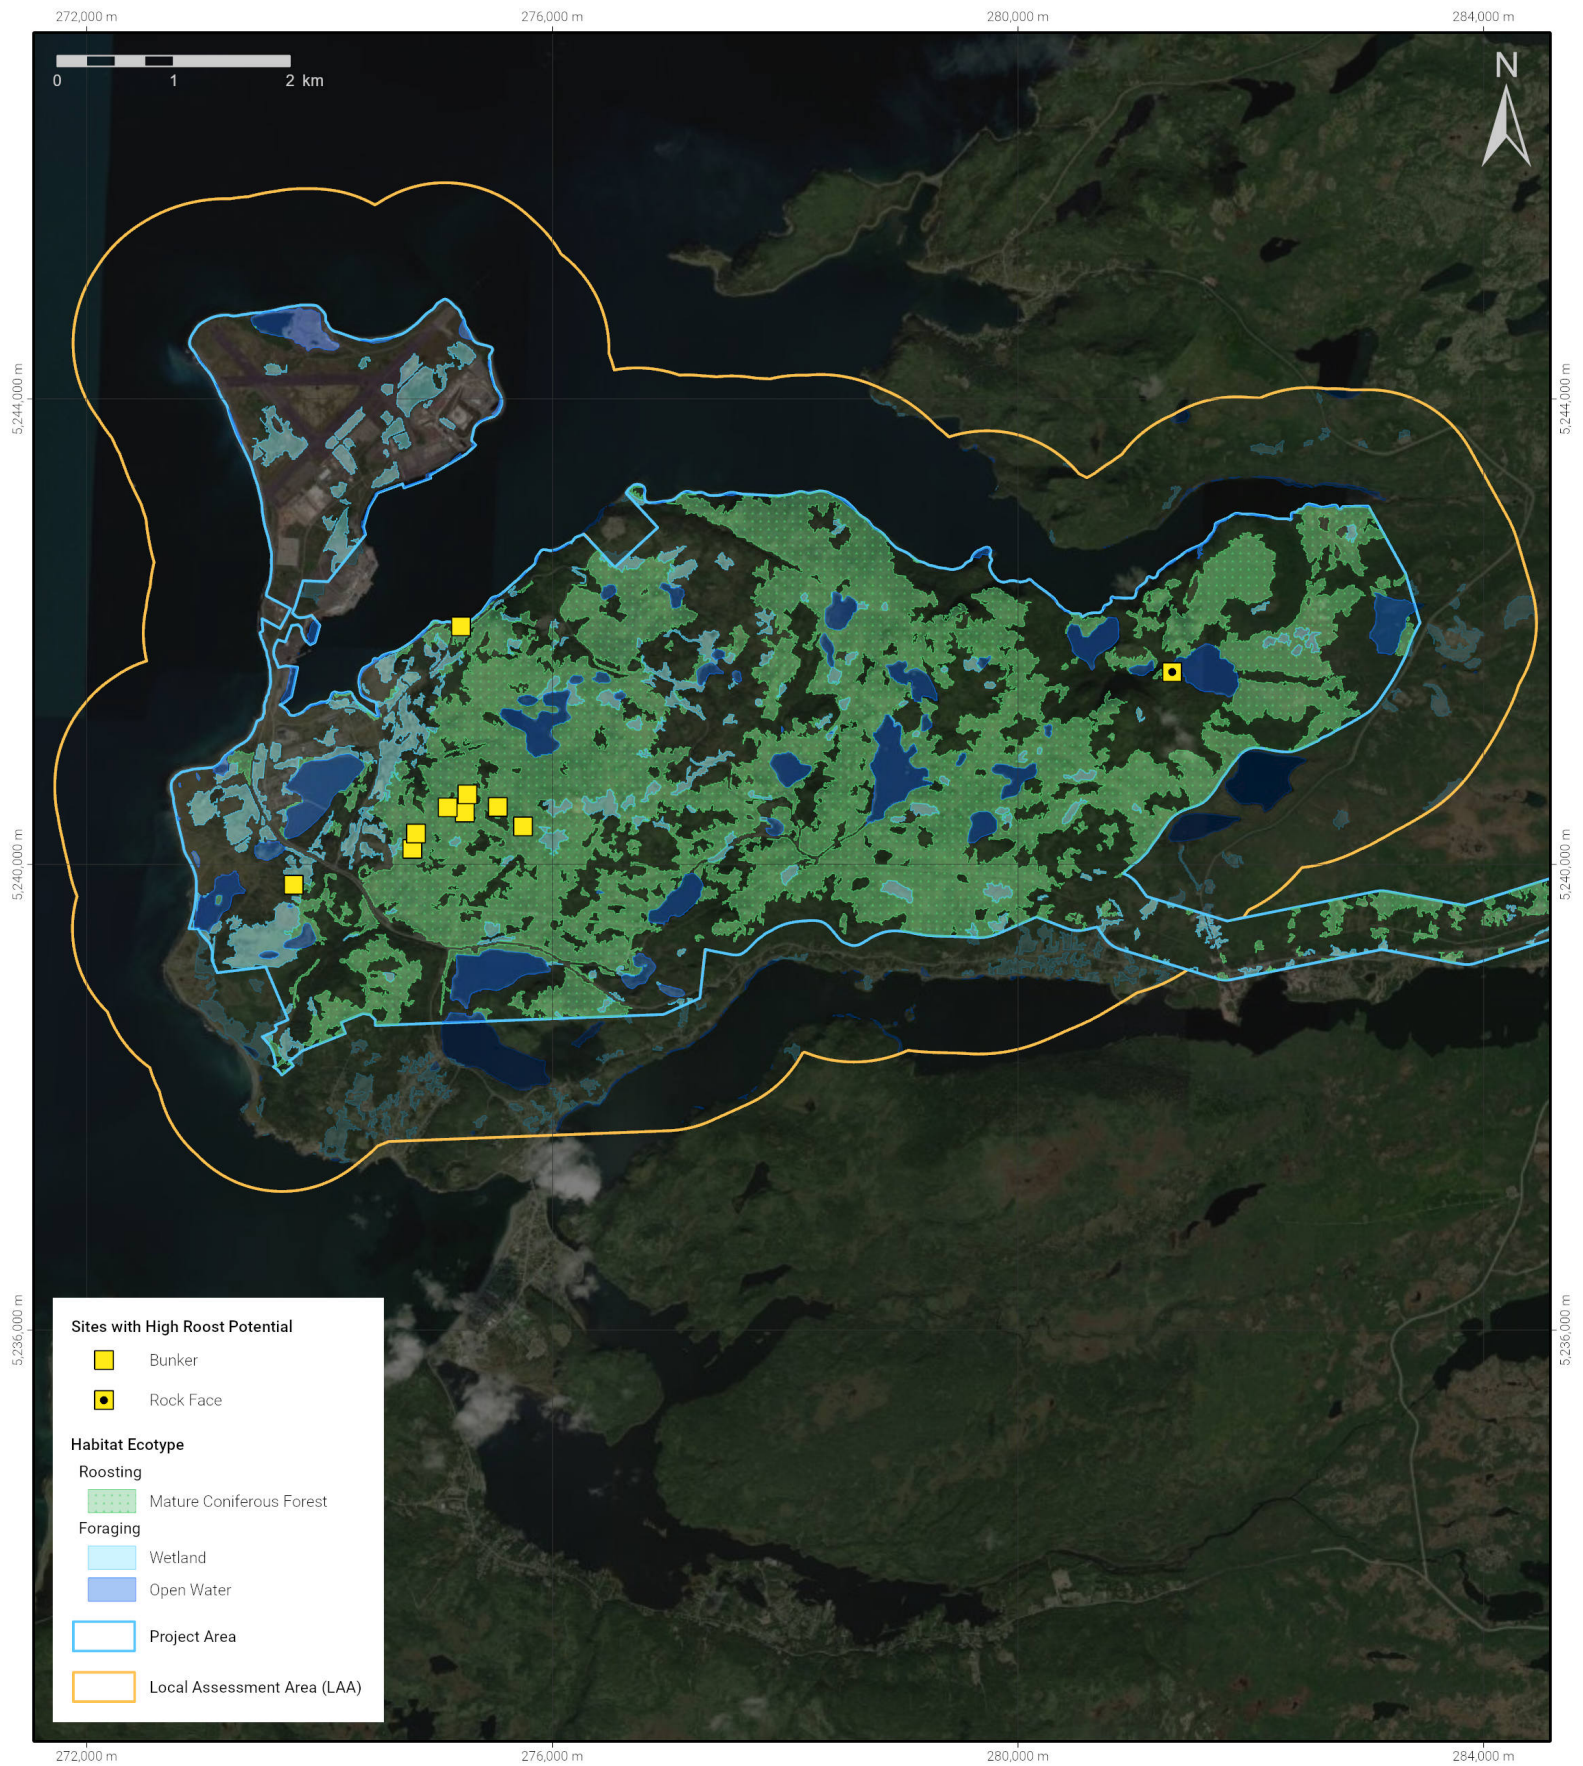 272,000 m 276,000 m 280,000 m 284,000 m
0 1 2 km
N
5,244,000 m 5,244,000 m
5,240,000 m 5,240,000 m
5,236,000 m 5,236,000 m
Sites with High Roost Potential
Bunker
Rock Face
Habitat Ecotype
Roosting
Mature Coniferous Forest
Foraging
Wetland
Open Water
Project Area
Local Assessment Area (LAA)
272,000 m 276,000 m 280,000 m 284,000 m